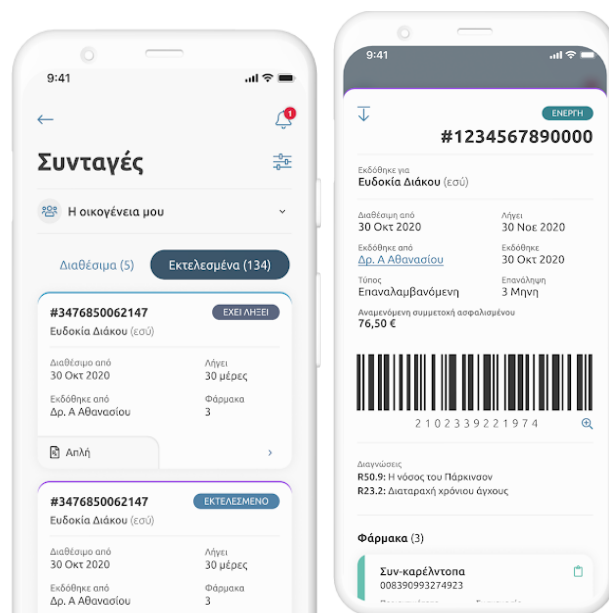 9:41
1
Συνταγές
Η οικογένεια μου
Διαθέσιμα (5)
Εκτελεσμένα (134)
#3476850062147
ΕΧΕΙ ΛΗΞΕΙ
Ευδοκία Διάκου (εσύ)
Διαθέσιμο από
Λήγει
30 Οκτ 2020
30 μέρες
Εκδόθηκε από
Φάρμακα
Δρ. Α Αθανασίου
3
Απλή
#3476850062147
ΕΚΤΕΛΕΣΜΕΝΟ
Ευδοκία Διάκου (εσύ)
Διαθέσιμο από
Λήγει
30 Οκτ 2020
30 μέρες
Εκδόθηκε από
Φάρμακα
Δρ. Α Αθανασίου
3
9:41
ΕΝΕΡΓΗ
#1234567890000
Εκδόθηκε για
Ευδοκία Διάκου (εσύ)
Διαθέσιμη από
Λήγει
30 Οκτ 2020
30 Νοε 2020
Εκδόθηκε από
Εκδόθηκε
Δρ. Α Αθανασίου
30 Οκτ 2020
Τύπος
Επανάληψη
Επαναλαμβανόμενη
3 Μηνη
Αναμενόμενη συμμετοχή ασφαλισμένου
76,50 €
2102339221974
Διαγνώσεις
R50.9: Η νόσος του Πάρκινσον
R23.2: Διαταραχή χρόνιου άγχους
Φάρμακα (3)
Συν-καρέλντοπα
008390993274923